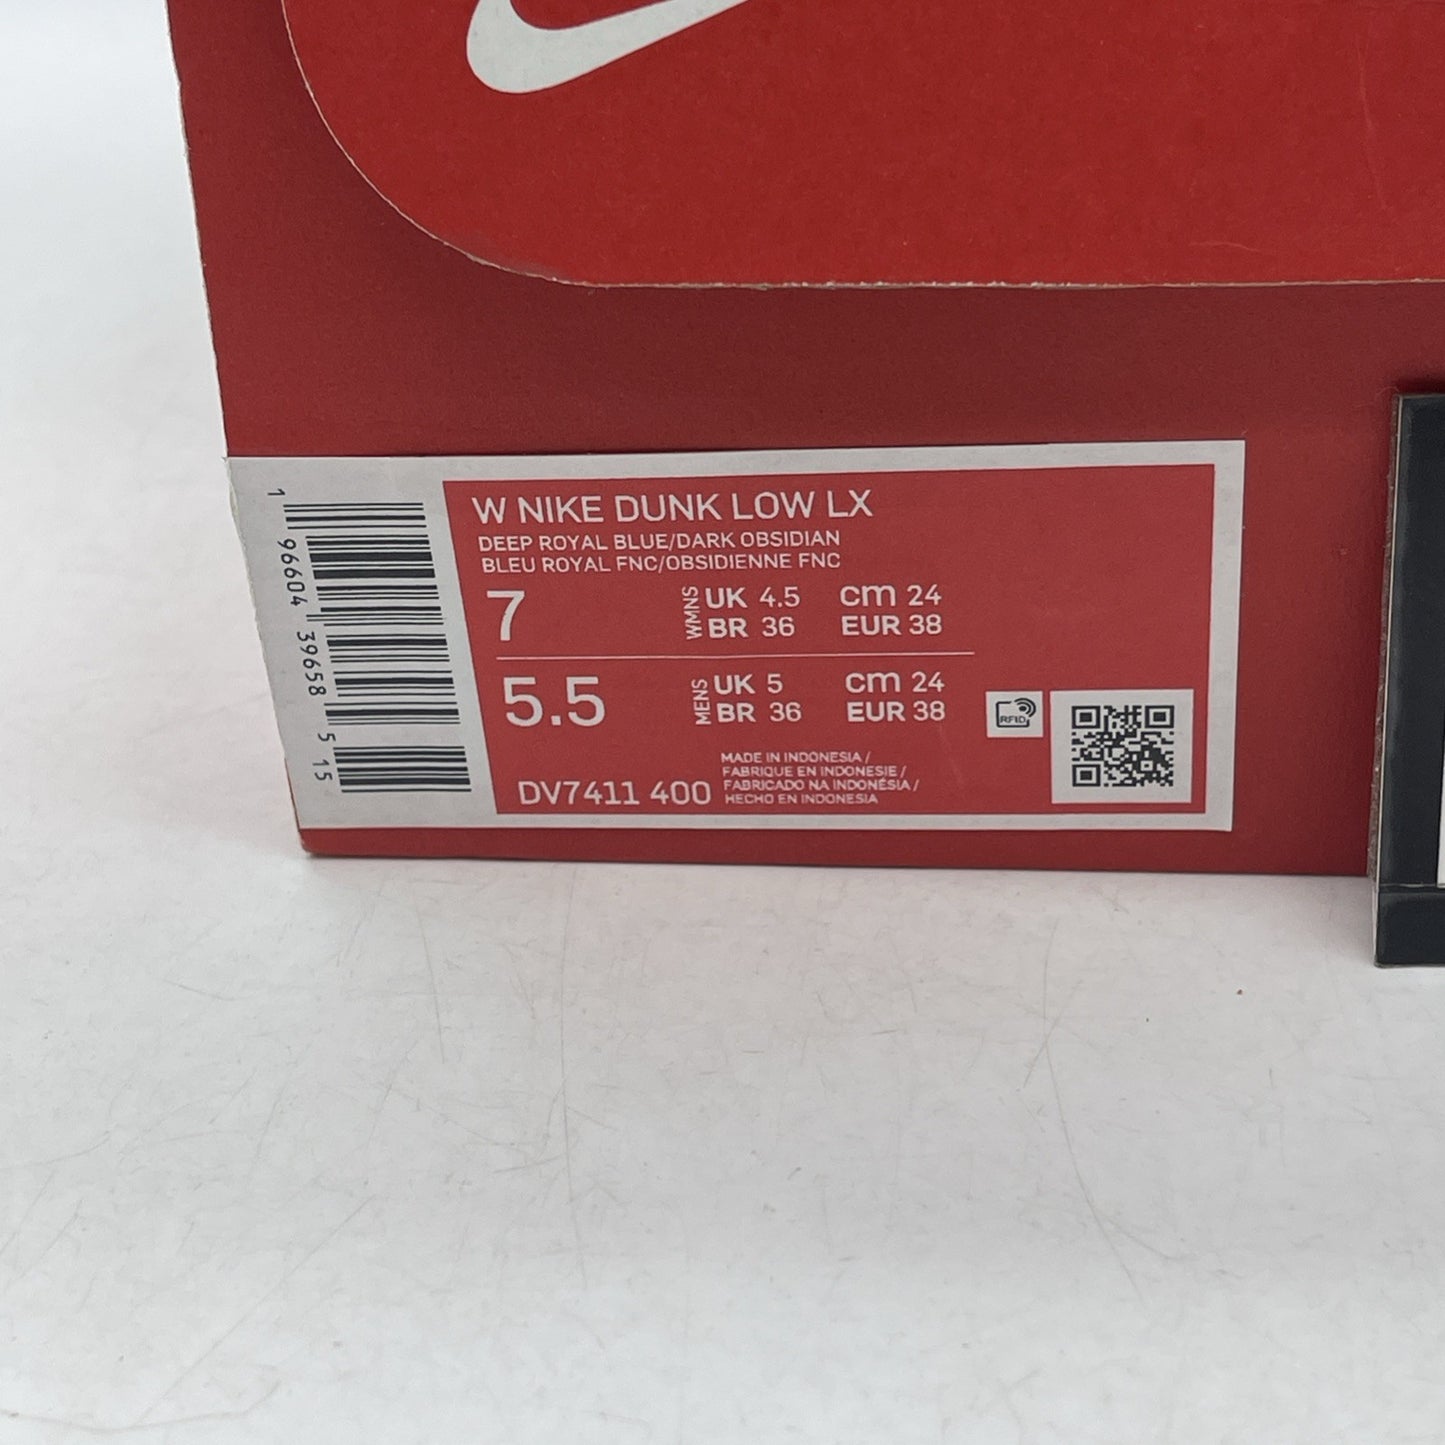 W NIKE DUNK LOW LX
DEEP ROYAL BLUE/DARK OBSIDIAN
BLEU ROYAL FNC/OBSIDIENNE FNC
7 WMNS UK 4.5 cm 24
BR 36 EUR 38
5.5 MENS UK 5 cm 24
BR 36 EUR 38
DV7411 400
MADE IN INDONESIA /
FABRIQUE EN INDONESIE /
FABRICADO NA INDONÉSIA /
HECHO EN INDONESIA
RFID
1 96604 39658 5 15